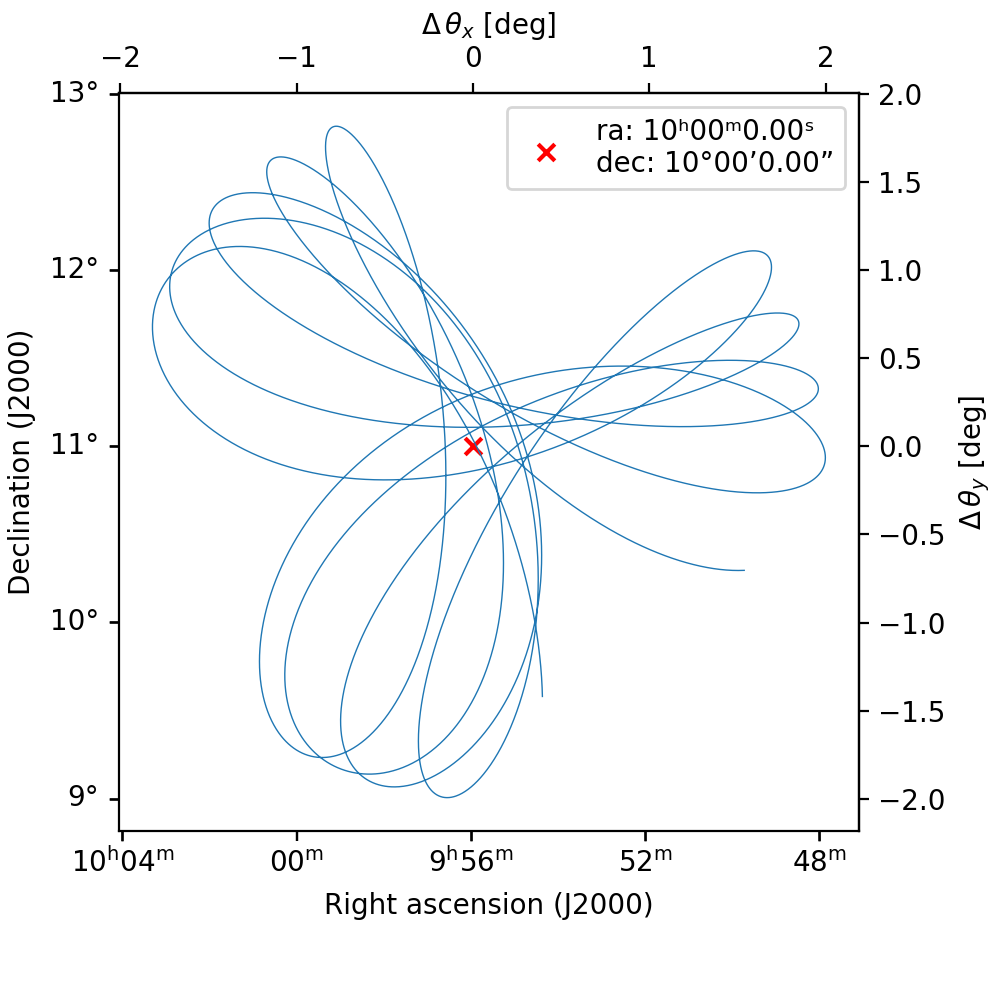 Δ θx [deg]
−2 −1 0 1 2
13° 2.0
ra: 10ʰ00ᵐ0.00ˢ
dec: 10°00’0.00”
1.5
12° 1.0
0.5
11° 0.0
−0.5
10° −1.0
−1.5
9° −2.0
Declination (J2000)
Δ θy [deg]
10ʰ04ᵐ 00ᵐ 9ʰ56ᵐ 52ᵐ 48ᵐ
Right ascension (J2000)